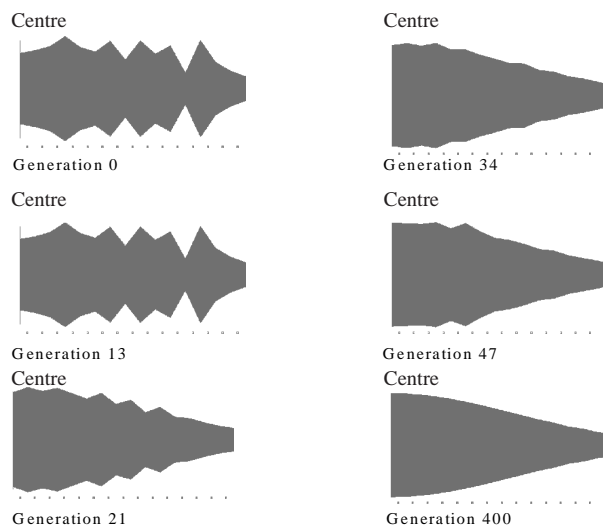 Centre
Generation 0
Centre
Generation 34
Centre
Generation 13
Centre
Generation 47
Centre
Generation 21
Centre
Generation 400